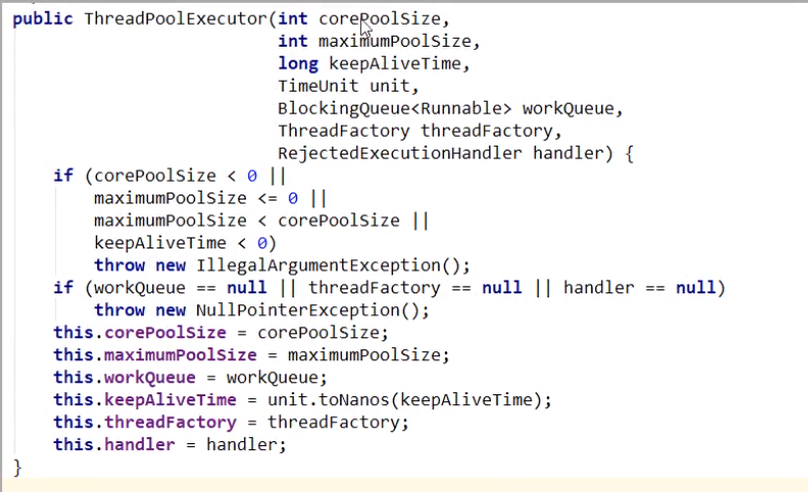 public ThreadPoolExecutor(int corePoolSize,
                          int maximumPoolSize,
                          long keepAliveTime,
                          TimeUnit unit,
                          BlockingQueue<Runnable> workQueue,
                          ThreadFactory threadFactory,
                          RejectedExecutionHandler handler) {
    if (corePoolSize < 0 ||
        maximumPoolSize <= 0 ||
        maximumPoolSize < corePoolSize ||
        keepAliveTime < 0)
        throw new IllegalArgumentException();
    if (workQueue == null || threadFactory == null || handler == null)
        throw new NullPointerException();
    this.corePoolSize = corePoolSize;
    this.maximumPoolSize = maximumPoolSize;
    this.workQueue = workQueue;
    this.keepAliveTime = unit.toNanos(keepAliveTime);
    this.threadFactory = threadFactory;
    this.handler = handler;
}